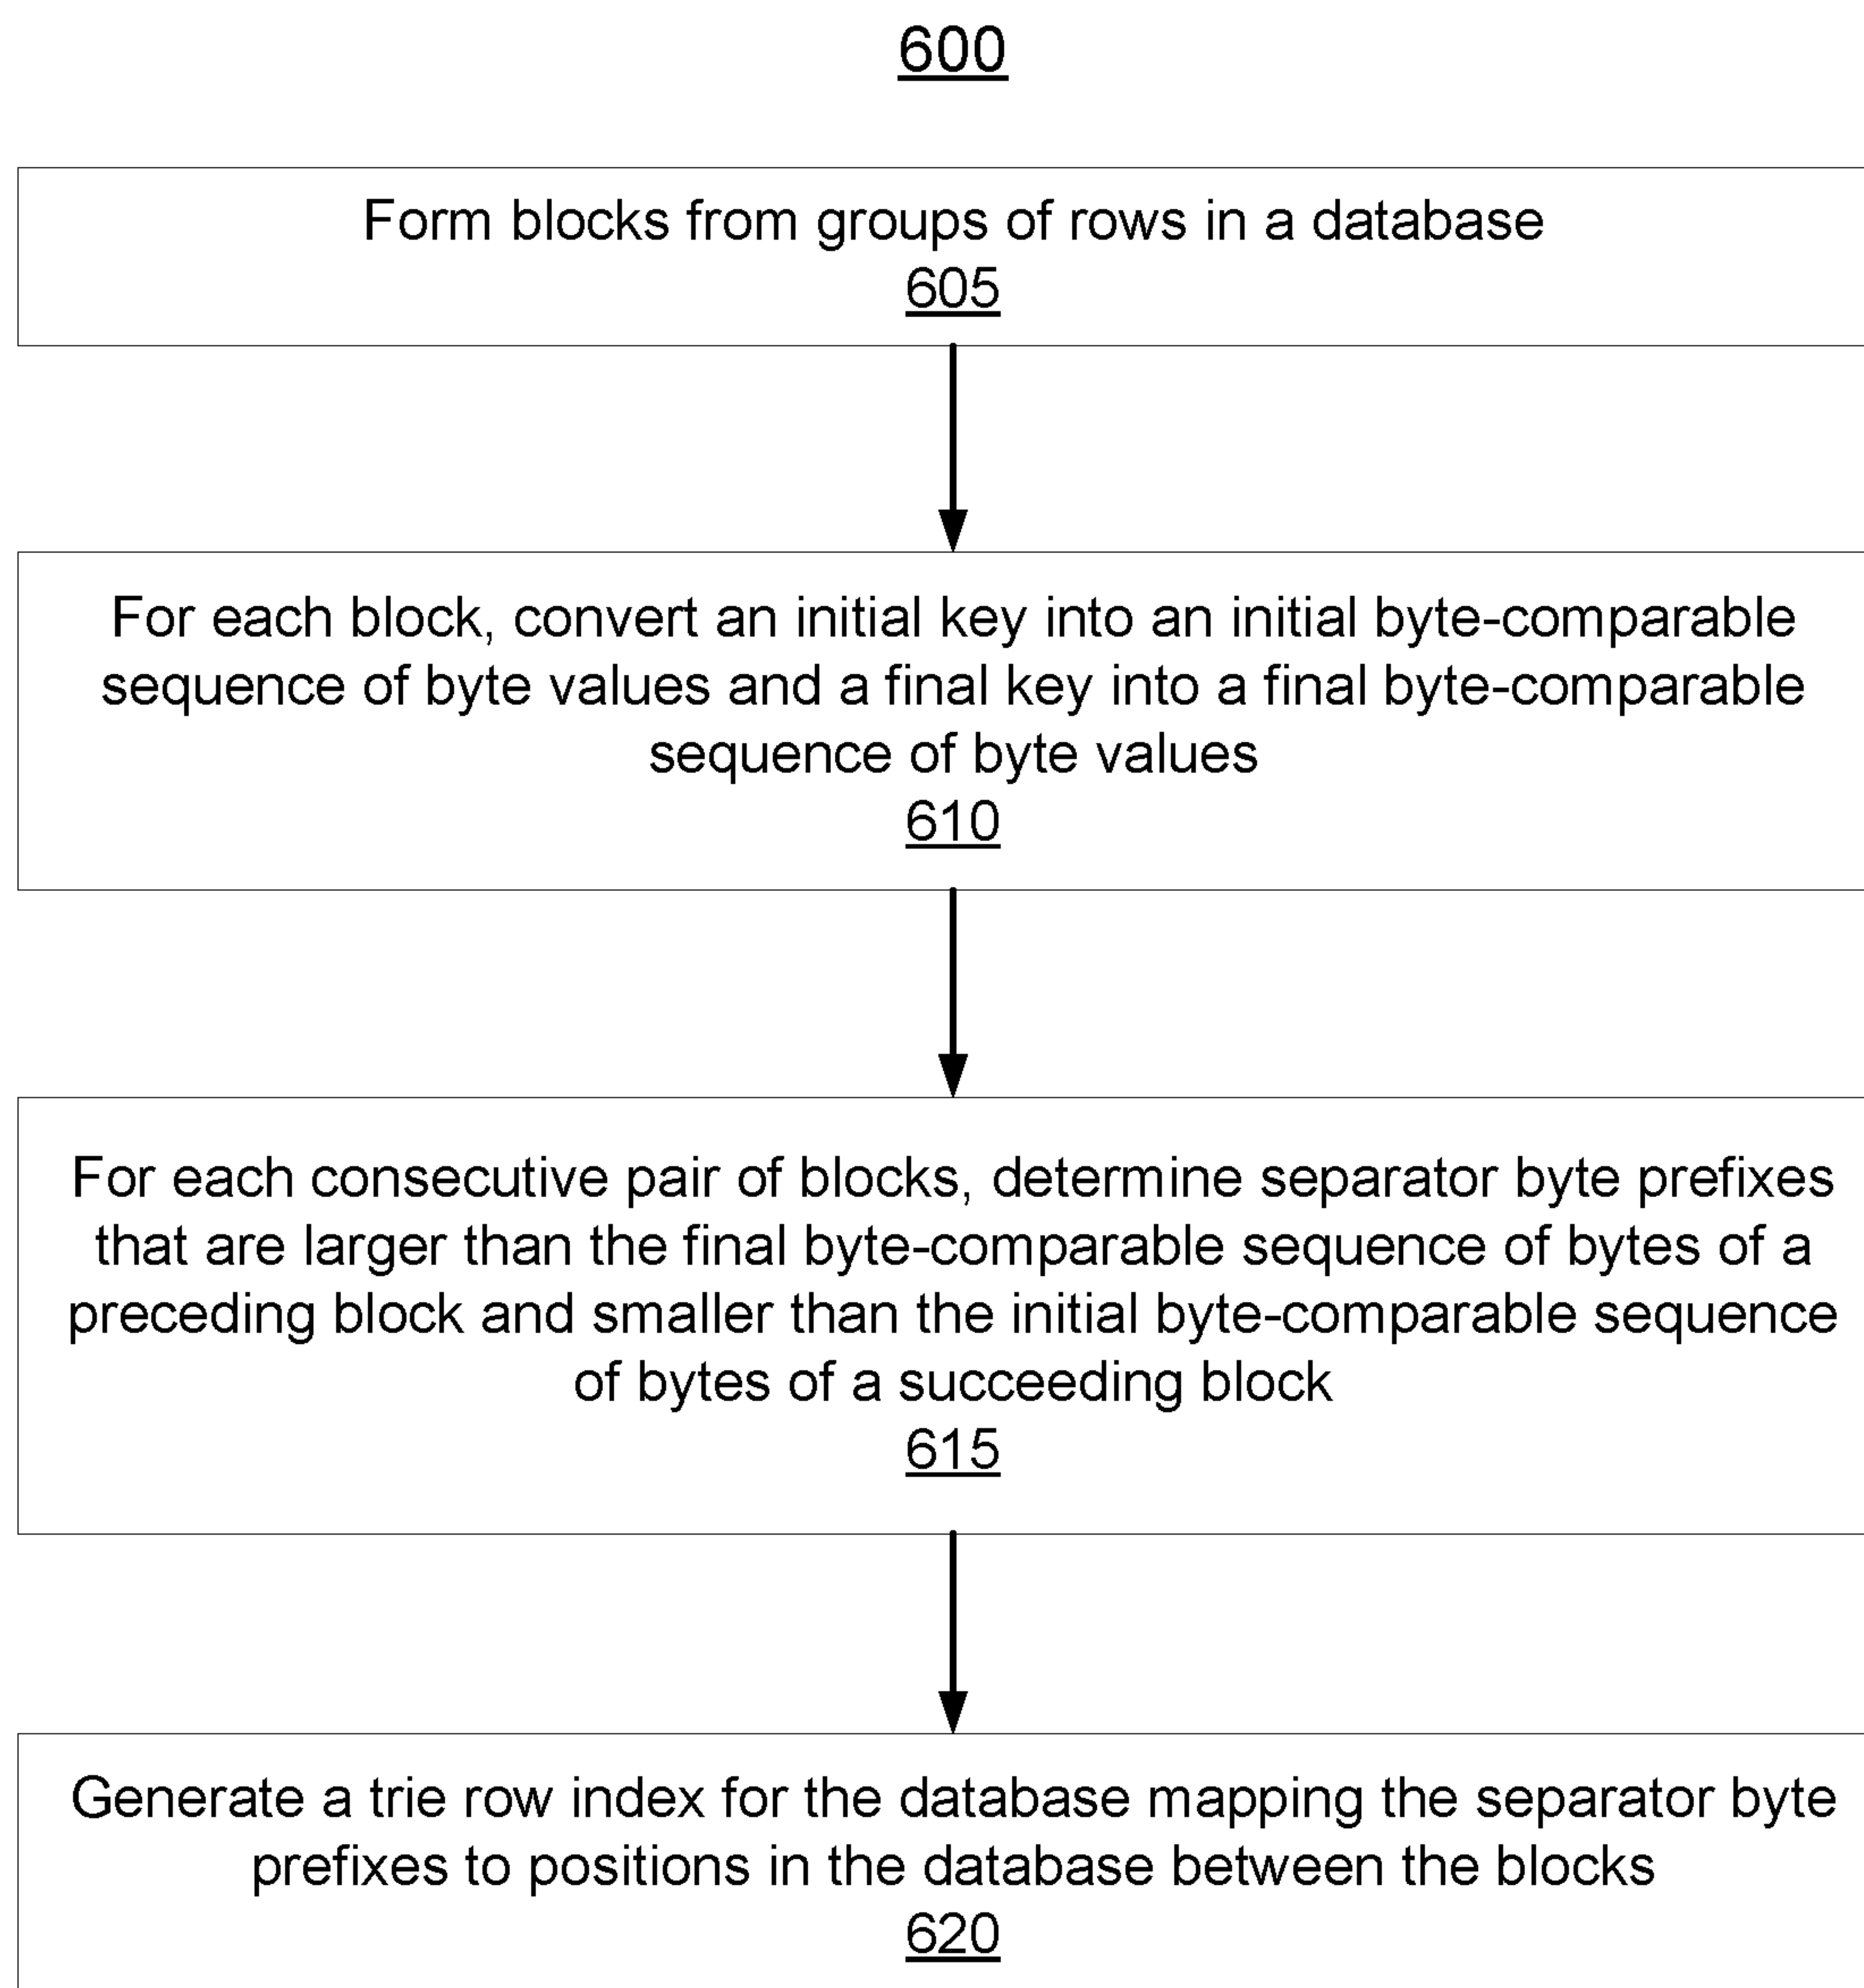 600
Form blocks from groups of rows in a database
605
For each block, convert an initial key into an initial byte-comparable
sequence of byte values and a final key into a final byte-comparable
sequence of byte values
610
For each consecutive pair of blocks, determine separator byte prefixes
that are larger than the final byte-comparable sequence of bytes of a
preceding block and smaller than the initial byte-comparable sequence
of bytes of a succeeding block
615
Generate a trie row index for the database mapping the separator byte
prefixes to positions in the database between the blocks
620